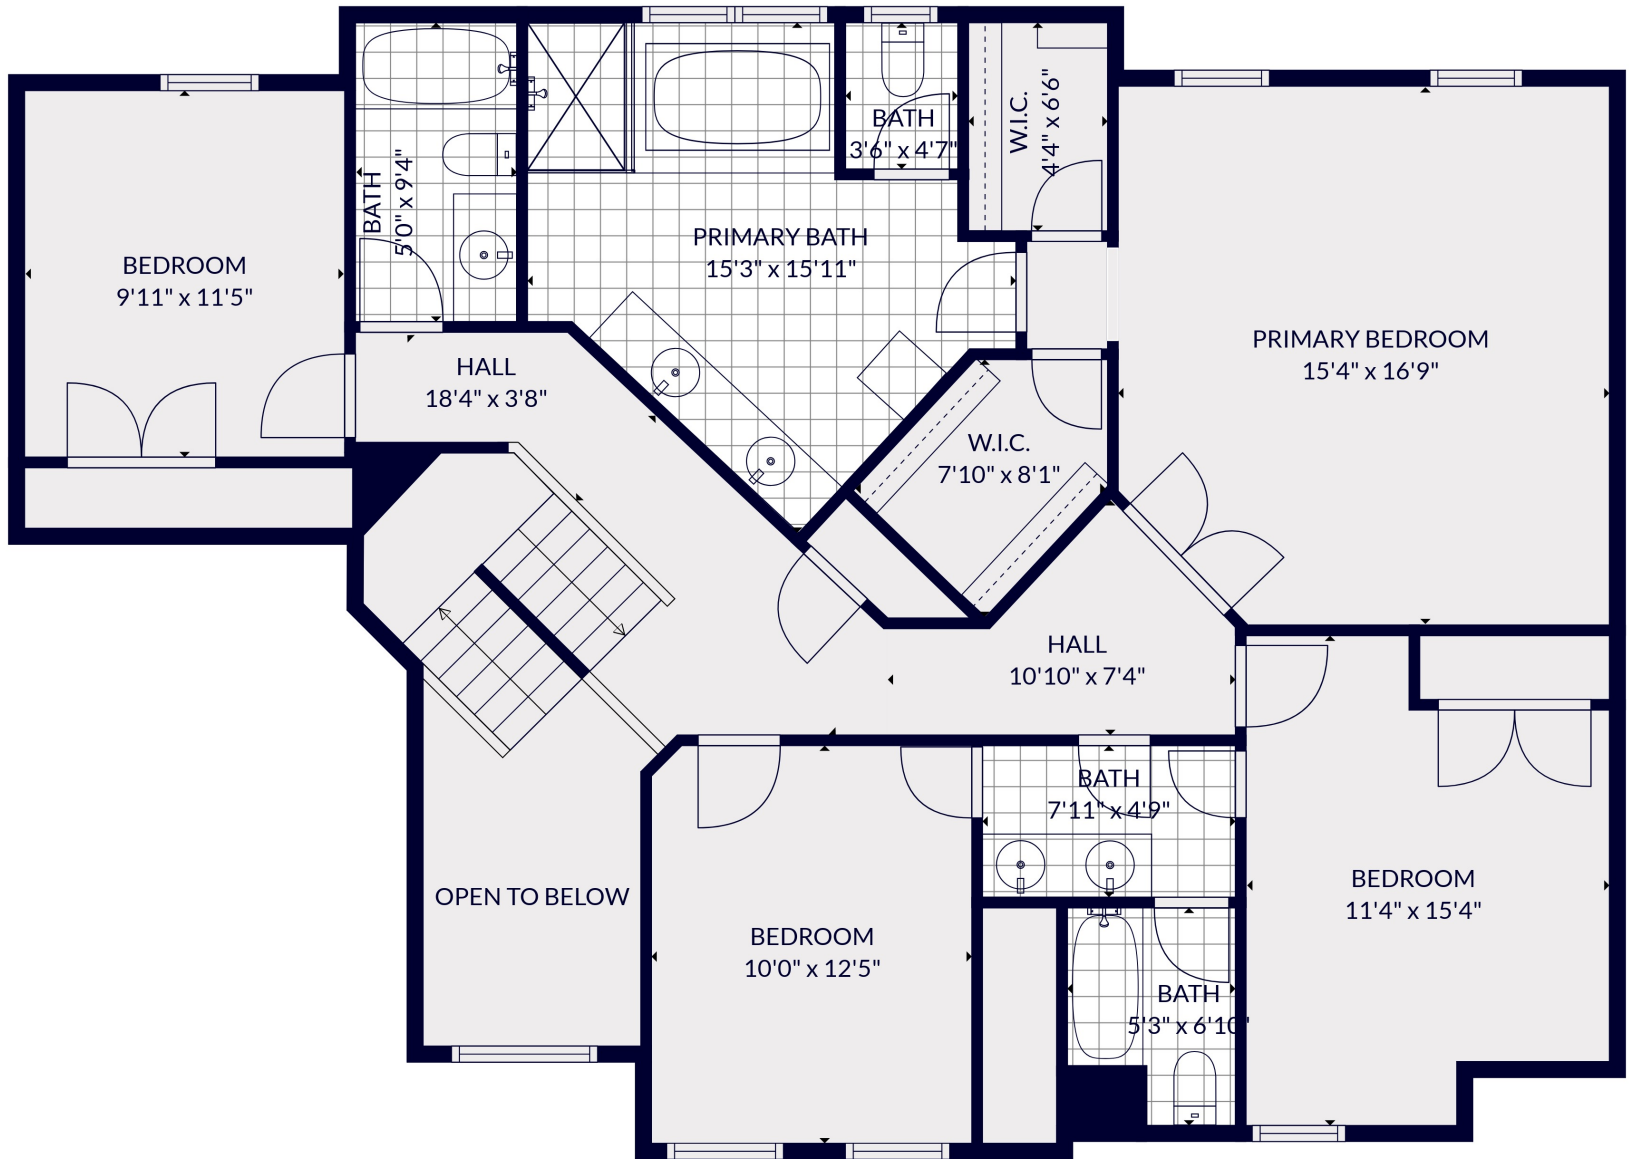 BATH
5'0" x 9'4"
BATH
3'6" x 4'7"
W.I.C.
4'4" x 6'6"
BEDROOM
9'11" x 11'5"
PRIMARY BATH
15'3" x 15'11"
PRIMARY BEDROOM
15'4" x 16'9"
HALL
18'4" x 3'8"
W.I.C.
7'10" x 8'1"
HALL
10'10" x 7'4"
BATH
7'11" x 4'9"
OPEN TO BELOW
BEDROOM
10'0" x 12'5"
BEDROOM
11'4" x 15'4"
BATH
5'3" x 6'10"